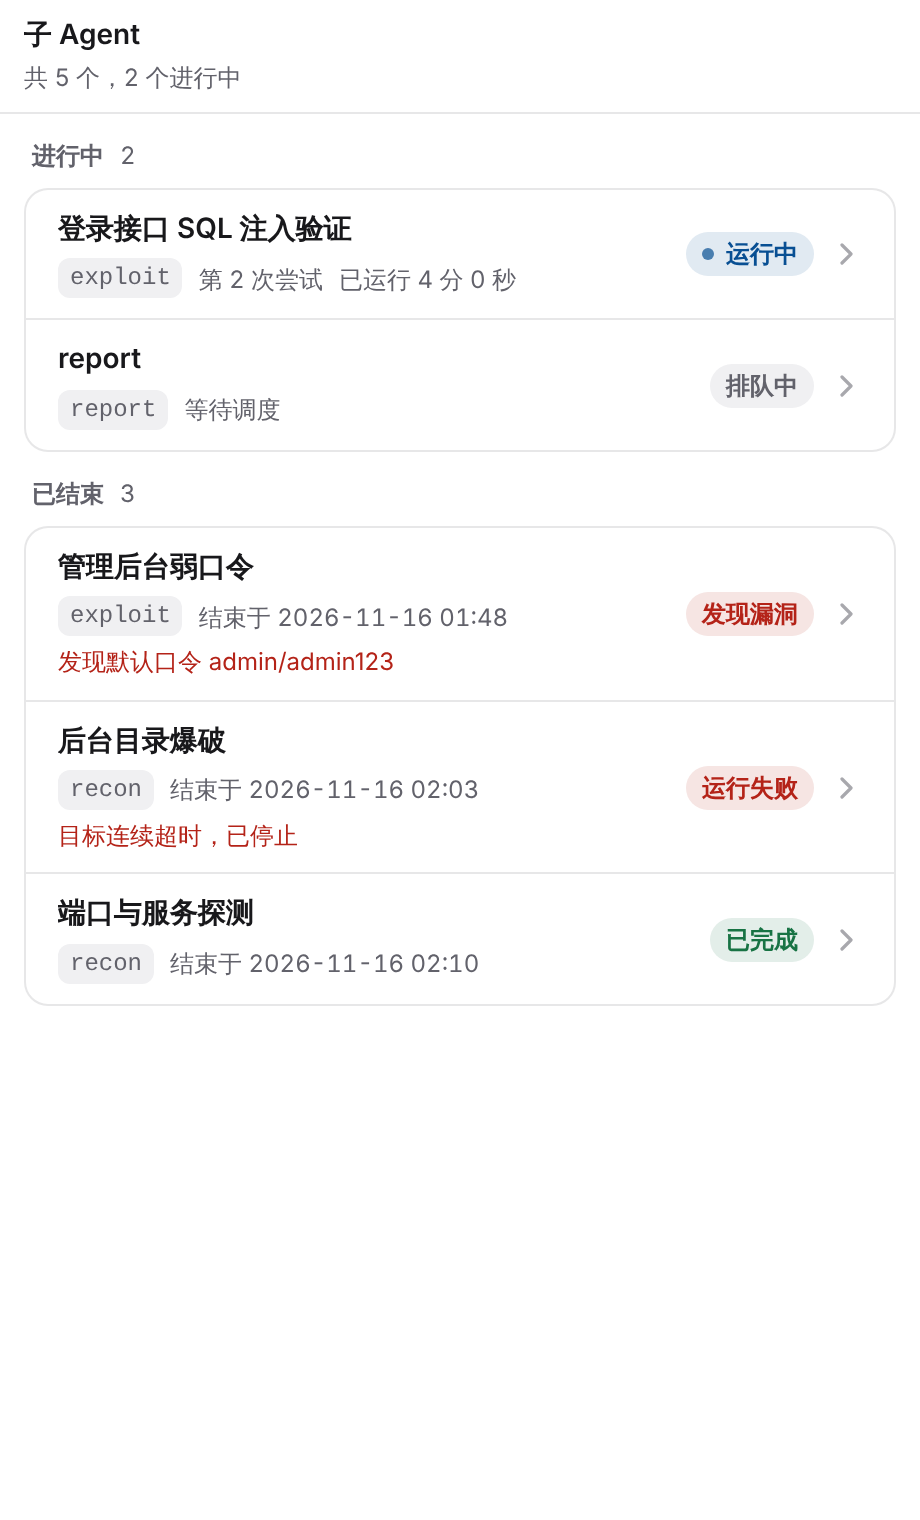 子 Agent
共 5 个，2 个进行中
进行中 2
登录接口 SQL 注入验证
exploit 第 2 次尝试 已运行 4 分 0 秒
运行中
report
report 等待调度
排队中
已结束 3
管理后台弱口令
exploit 结束于 2026-11-16 01:48
发现默认口令 admin/admin123
发现漏洞
后台目录爆破
recon 结束于 2026-11-16 02:03
目标连续超时，已停止
运行失败
端口与服务探测
recon 结束于 2026-11-16 02:10
已完成